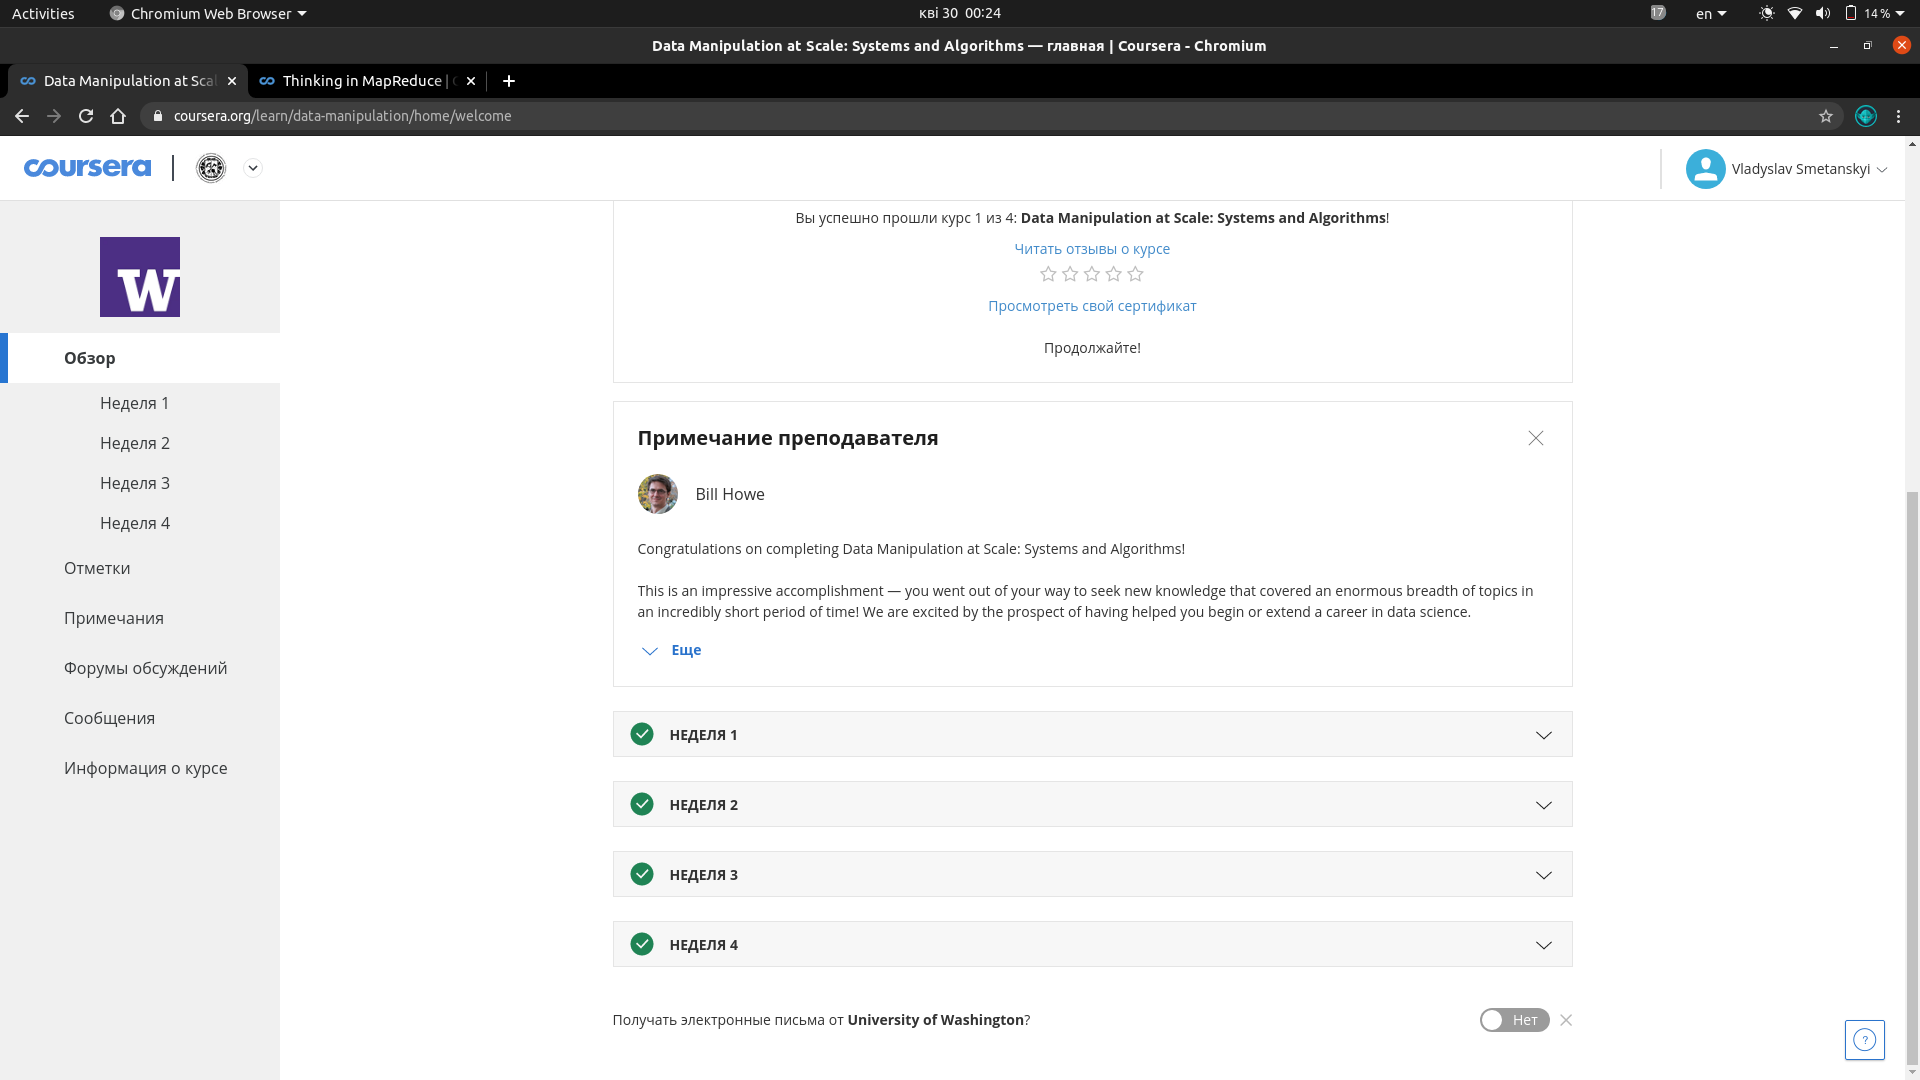 Activities
Chromium Web Browser
кві 30 00:24
17
en
14 %
Data Manipulation at Scale: Systems and Algorithms — главная | Coursera - Chromium
Data Manipulation at Scal
Thinking in MapReduce |
coursera.org/learn/data-manipulation/home/welcome
coursera
Vladyslav Smetanskyi
W
Обзор
Неделя 1
Неделя 2
Неделя 3
Неделя 4
Отметки
Примечания
Форумы обсуждений
Сообщения
Информация о курсе
Вы успешно прошли курс 1 из 4: Data Manipulation at Scale: Systems and Algorithms!
Читать отзывы о курсе
Просмотреть свой сертификат
Продолжайте!
Примечание преподавателя
Bill Howe
Congratulations on completing Data Manipulation at Scale: Systems and Algorithms!
This is an impressive accomplishment — you went out of your way to seek new knowledge that covered an enormous breadth of topics in
an incredibly short period of time! We are excited by the prospect of having helped you begin or extend a career in data science.
Еще
НЕДЕЛЯ 1
НЕДЕЛЯ 2
НЕДЕЛЯ 3
НЕДЕЛЯ 4
Получать электронные письма от University of Washington?
Нет
?